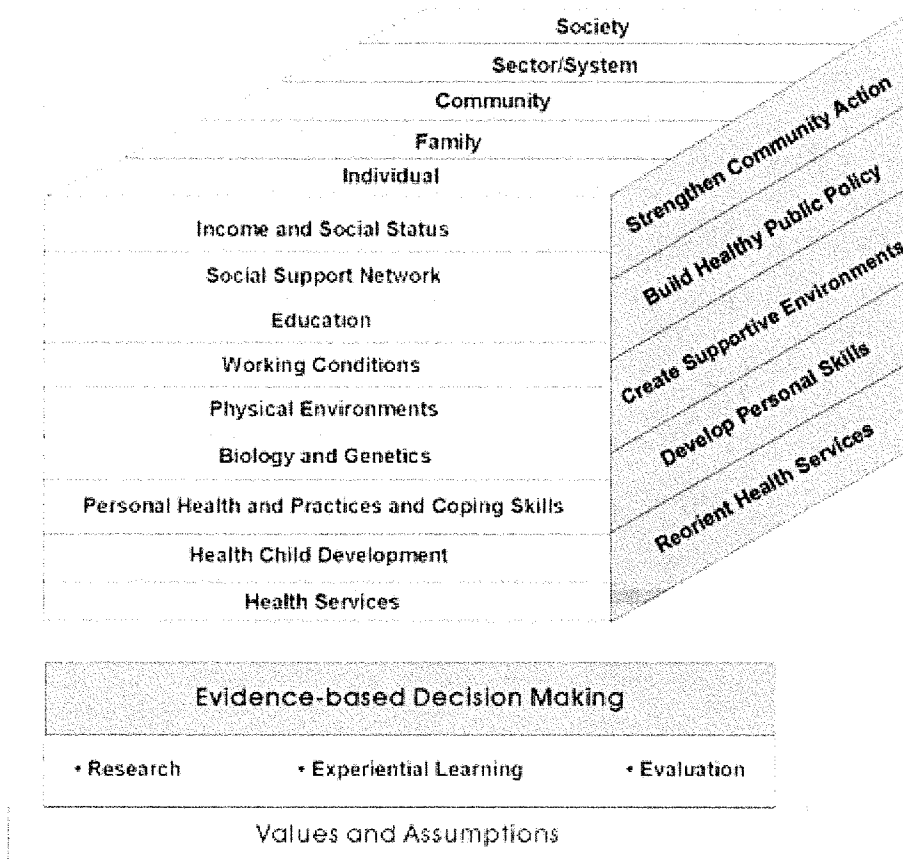 Society
Sector/System
Community
Family
Individual
Income and Social Status
Social Support Network
Education
Working Conditions
Physical Environments
Biology and Genetics
Personal Health and Practices and Coping Skills
Health Child Development
Health Services
Strengthen Community Action
Build Healthy Public Policy
Create Supportive Environments
Develop Personal Skills
Reorient Health Services
Evidence-based Decision Making
• Research • Experiential Learning • Evaluation
Values and Assumptions